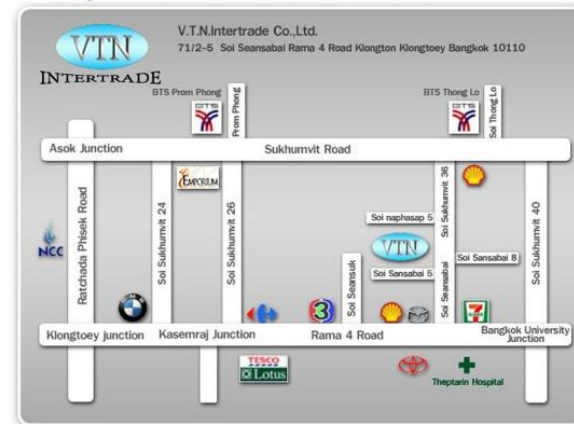 VTN
INTERTRADE
V.T.N.Intertrade Co.,Ltd.
71/2-5 Soi Seansabai Rama 4 Road Klongton Klongtoey Bangkok 10110
BTS Prom Phong
BTS
Prom Phong
BTS Thong Lo
BTS
Soi Thong Lo
Asok Junction
Sukhumvit Road
NCC
Ratchada Phisek Road
Soi Sukhumvit 24
EMPORIUM
Soi Sukhumvit 26
Soi naphasap 5
VTN
Soi Sansabai 5
Soi Seansuk
Soi Sukhumvit 36
Soi Seansabai
Soi Sansabai 8
Soi Sukhumvit 40
BMW
3
7
Klongtoey junction
Kasemraj Junction
Rama 4 Road
Bangkok University
Junction
TESCO
Lotus
Theptarin Hospital